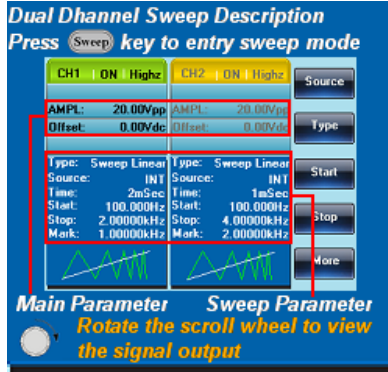 Dual Dhannel Sweep Description
Press Sweep key to entry sweep mode
CH1 ON Highz CH2 ON Highz Source
AMPL: 20.00Vpp AMPL: 20.00Vpp
Offset: 0.00Vdc Offset: 0.00Vdc Type
Type: Sweep Linear Type: Sweep Linear
Source: INT Source: INT Start
Time: 2mSec Time: 1mSec
Start: 100.000Hz Start: 100.000Hz
Stop: 2.00000kHz Stop: 4.00000kHz Stop
Mark: 1.00000kHz Mark: 2.00000kHz
More
Main Parameter Sweep Parameter
Rotate the scroll wheel to view
the signal output